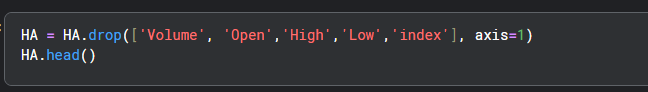 HA = HA.drop(['Volume', 'Open','High','Low','index'], axis=1)
HA.head()